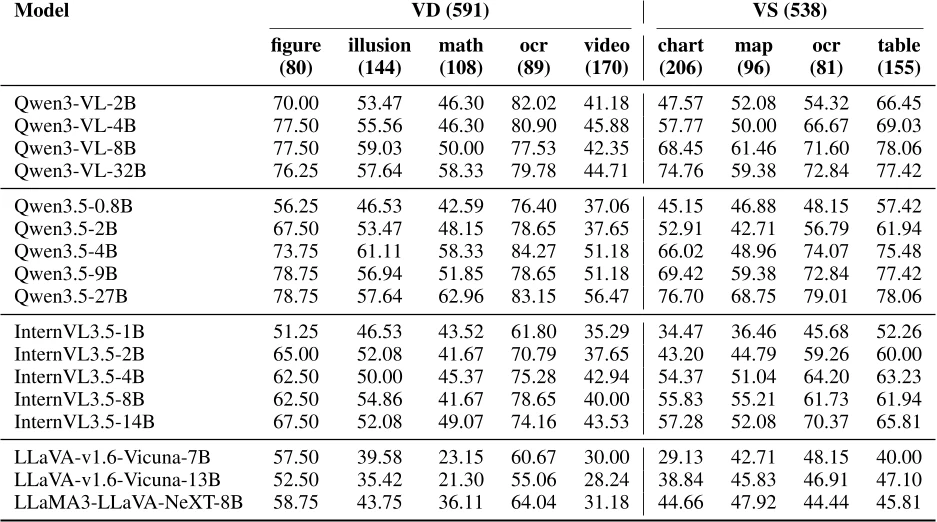 Model VD (591) VS (538)
figure illusion math ocr video chart map ocr table
(80) (144) (108) (89) (170) (206) (96) (81) (155)
Qwen3-VL-2B 70.00 53.47 46.30 82.02 41.18 47.57 52.08 54.32 66.45
Qwen3-VL-4B 77.50 55.56 46.30 80.90 45.88 57.77 50.00 66.67 69.03
Qwen3-VL-8B 77.50 59.03 50.00 77.53 42.35 68.45 61.46 71.60 78.06
Qwen3-VL-32B 76.25 57.64 58.33 79.78 44.71 74.76 59.38 72.84 77.42
Qwen3.5-0.8B 56.25 46.53 42.59 76.40 37.06 45.15 46.88 48.15 57.42
Qwen3.5-2B 67.50 53.47 48.15 78.65 37.65 52.91 42.71 56.79 61.94
Qwen3.5-4B 73.75 61.11 58.33 84.27 51.18 66.02 48.96 74.07 75.48
Qwen3.5-9B 78.75 56.94 51.85 78.65 51.18 69.42 59.38 72.84 77.42
Qwen3.5-27B 78.75 57.64 62.96 83.15 56.47 76.70 68.75 79.01 78.06
InternVL3.5-1B 51.25 46.53 43.52 61.80 35.29 34.47 36.46 45.68 52.26
InternVL3.5-2B 65.00 52.08 41.67 70.79 37.65 43.20 44.79 59.26 60.00
InternVL3.5-4B 62.50 50.00 45.37 75.28 42.94 54.37 51.04 64.20 63.23
InternVL3.5-8B 62.50 54.86 41.67 78.65 40.00 55.83 55.21 61.73 61.94
InternVL3.5-14B 67.50 52.08 49.07 74.16 43.53 57.28 52.08 70.37 65.81
LLaVA-v1.6-Vicuna-7B 57.50 39.58 23.15 60.67 30.00 29.13 42.71 48.15 40.00
LLaVA-v1.6-Vicuna-13B 52.50 35.42 21.30 55.06 28.24 38.84 45.83 46.91 47.10
LLaMA3-LLaVA-NeXT-8B 58.75 43.75 36.11 64.04 31.18 44.66 47.92 44.44 45.81